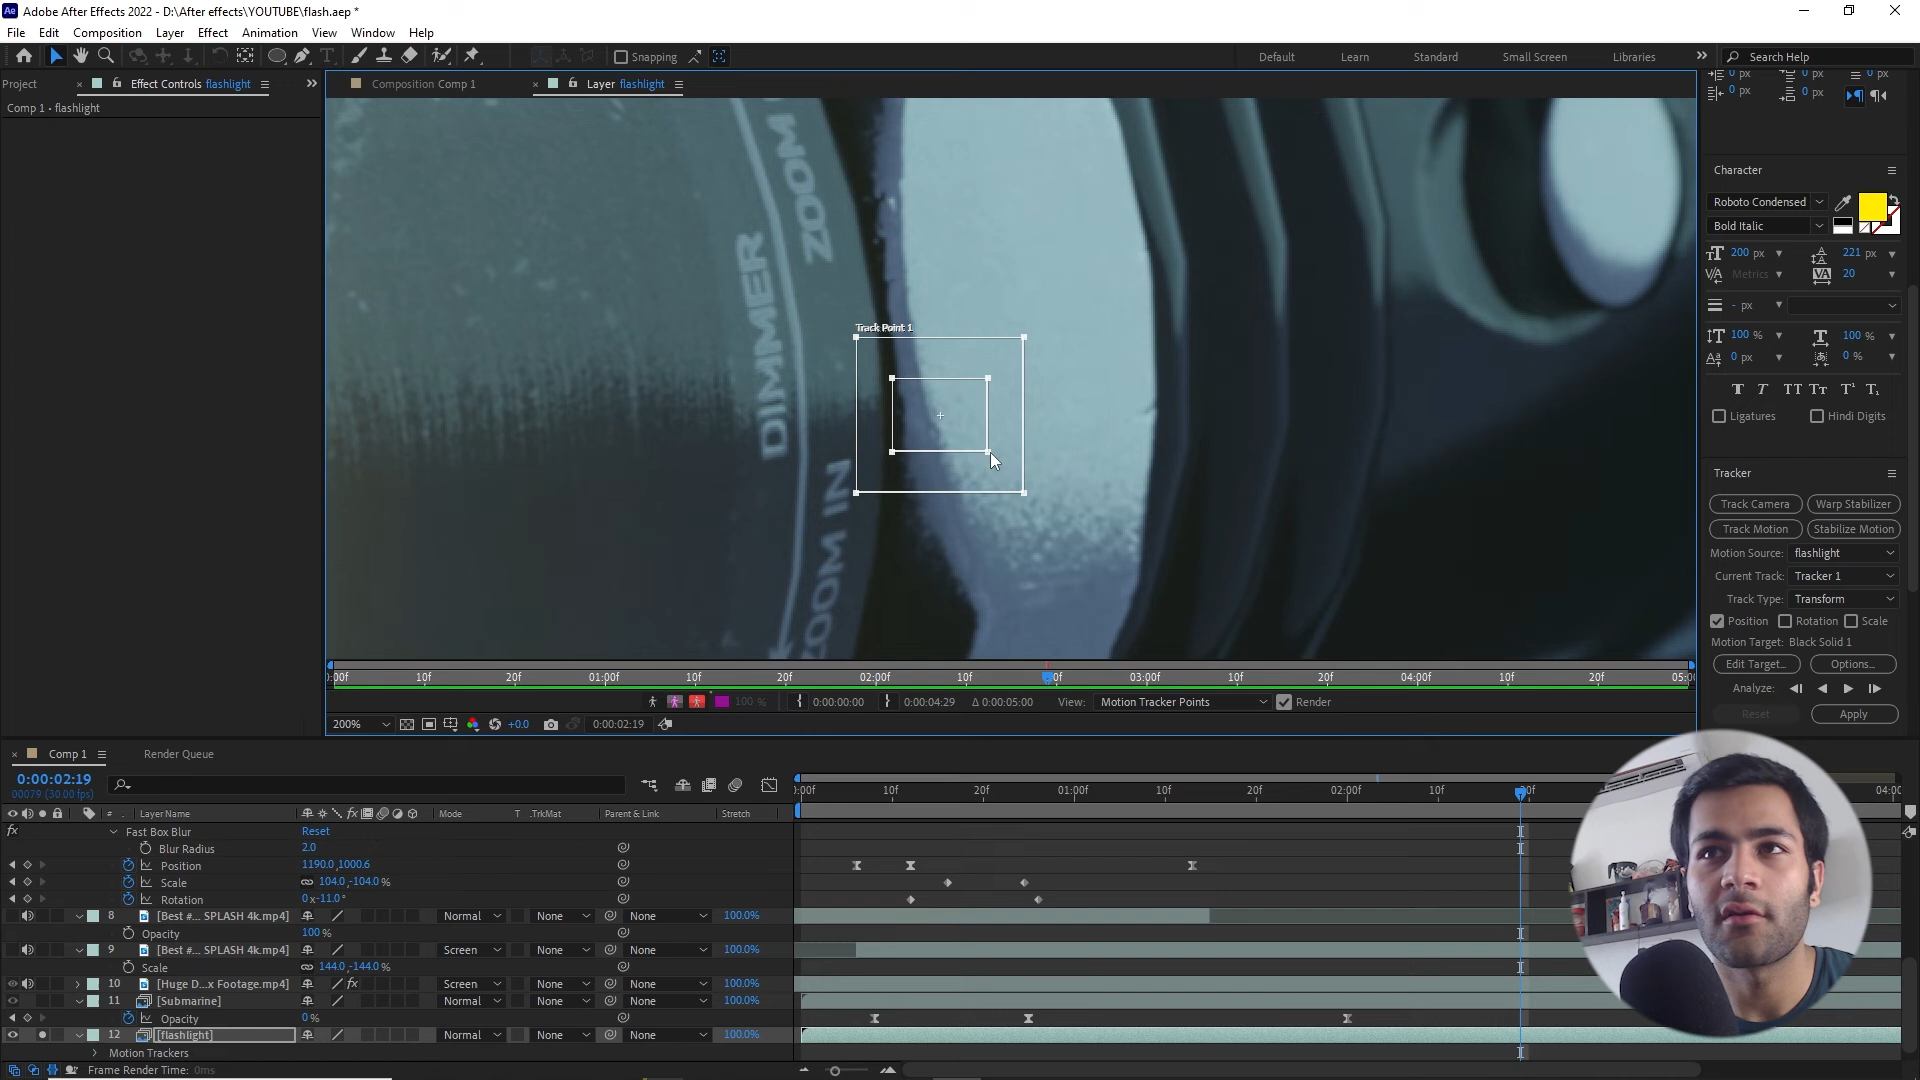 Adobe After Effects 2022 - D:\After effects\YOUTUBE\flash.aep *
File Edit Composition Layer Effect Animation View Window Help
Snapping Default Learn Standard Small Screen Libraries Search Help
Project Effect Controls flashlight
Composition Comp 1
Layer flashlight
Comp 1 • flashlight
0 px 0 px 0 px
0 px 0 px
ZOOM
DIMMER
ZOOM IN
ZOOM
Track Point 1
Character
Roboto Condensed
Bold Italic
200 px 221 px
Metrics 20
- px
100 % 100 %
0 px 0 %
Ligatures Hindi Digits
Tracker
Track Camera Warp Stabilizer
Track Motion Stabilize Motion
Motion Source: flashlight
Current Track: Tracker 1
Track Type: Transform
Position Rotation Scale
Motion Target: Black Solid 1
Edit Target... Options...
Analyze:
Reset Apply
:00f 10f 20f 01:00f 10f 20f 02:00f 10f 03:00f 10f 20f 04:00f 10f 20f 05:00
100 % 0:00:00:00 0:00:04:29 Δ 0:00:05:00 View: Motion Tracker Points Render
200% +0.0 0:00:02:19
Comp 1 Render Queue
0:00:02:19
00079 (30.00 fps)
:00f 10f 20f 01:00f 10f 20f 02:00f 10f 04:00
# Layer Name Mode T .TrkMat Parent & Link Stretch
fx Fast Box Blur Reset
Blur Radius 2.0
Position 1190.0,1000.6
Scale 104.0,-104.0 %
Rotation 0x-11.0°
8 [Best #... SPLASH 4k.mp4] Normal None None 100.0%
Opacity 100 %
9 [Best #... SPLASH 4k.mp4] Screen None None 100.0%
Scale 144.0,-144.0 %
10 [Huge D...x Footage.mp4] fx Screen None None 100.0%
11 [Submarine] Normal None None 100.0%
Opacity 0 %
12 [flashlight] Normal None None 100.0%
Motion Trackers
Frame Render Time: 0ms